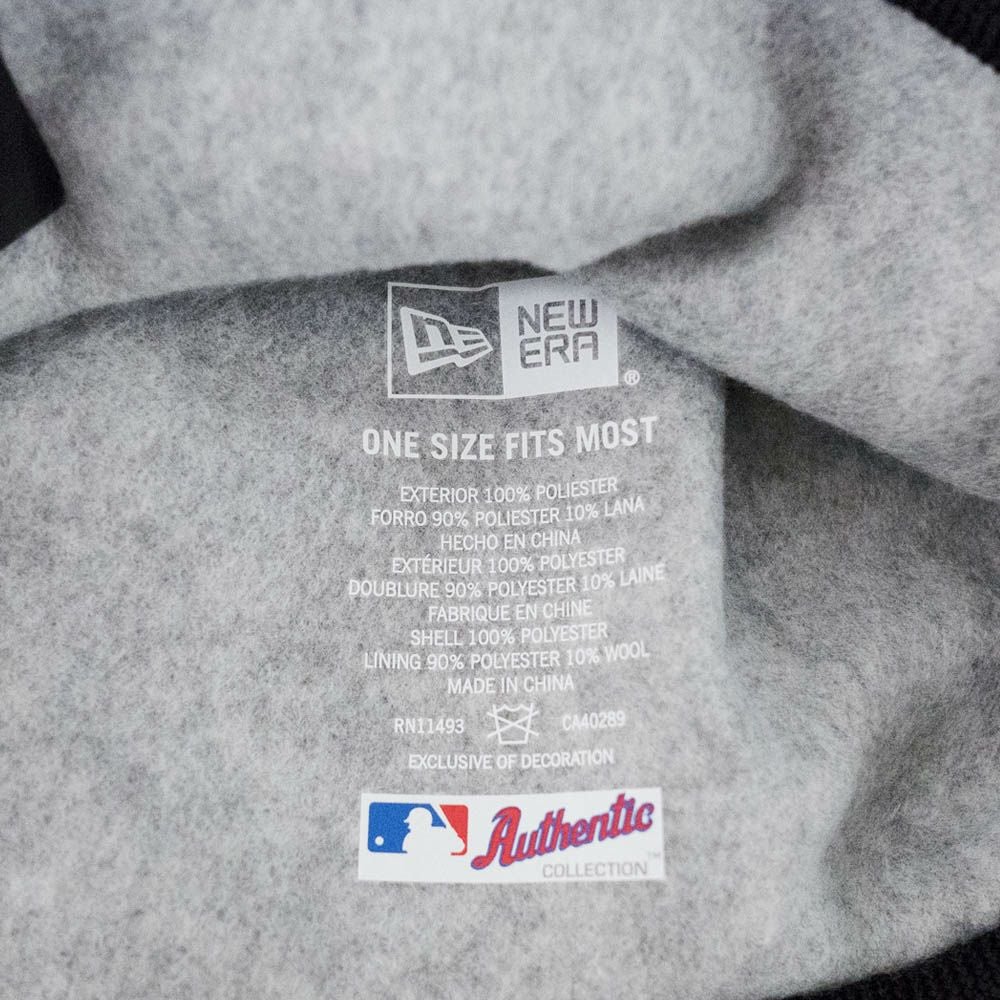 NEW
ERA
®
ONE SIZE FITS MOST
EXTERIOR 100% POLIESTER
FORRO 90% POLIESTER 10% LANA
HECHO EN CHINA
EXTÉRIEUR 100% POLYESTER
DOUBLURE 90% POLYESTER 10% LAINE
FABRIQUE EN CHINE
SHELL 100% POLYESTER
LINING 90% POLYESTER 10% WOOL
MADE IN CHINA
RN11493 CA40289
EXCLUSIVE OF DECORATION
Authentic
COLLECTION™